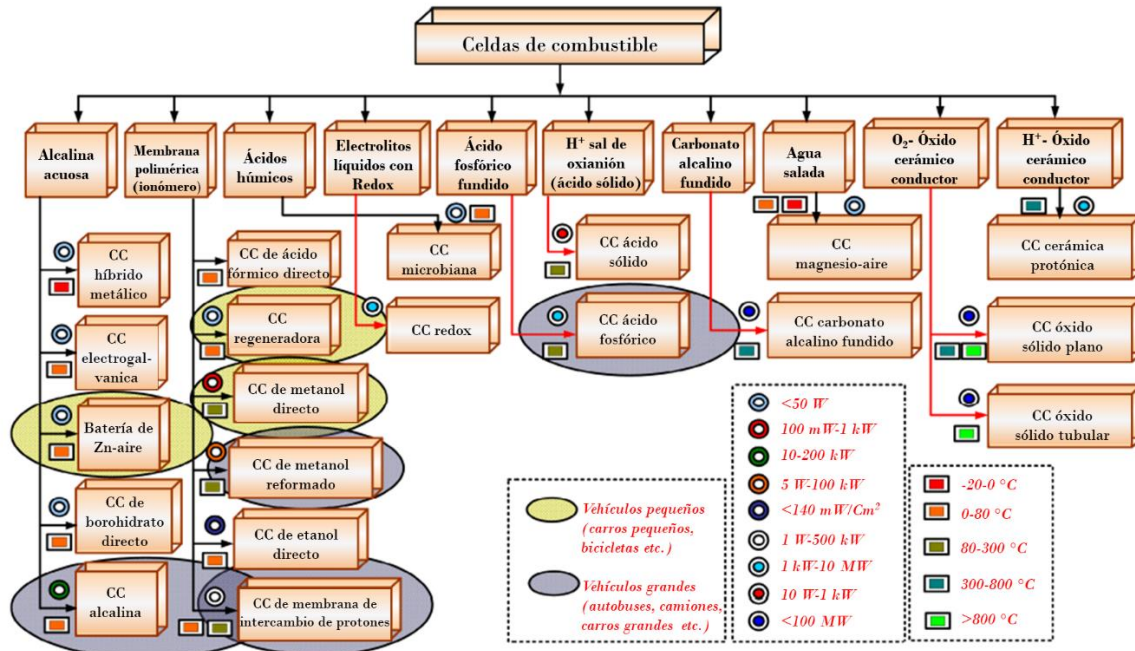 Celdas de combustible
Alcalina
acuosa
Membrana
polimérica
(ionómero)
Ácidos
húmicos
Electrolitos
líquidos con
Redox
Ácido
fosfórico
fundido
H⁺ sal de
oxianión
(ácido sólido)
Carbonato
alcalino
fundido
Agua
salada
O₂- Óxido
cerámico
conductor
H⁺- Óxido
cerámico
conductor
CC
híbrido
metálico
CC
electrogal-
vanica
Batería de
Zn-aire
CC de
borohidrato
directo
CC
alcalina
CC de ácido
fórmico directo
CC
regeneradora
CC de metanol
directo
CC de metanol
reformado
CC de etanol
directo
CC de membrana de
intercambio de protones
CC
microbiana
CC redox
CC ácido
sólido
CC ácido
fosfórico
CC
magnesio-aire
CC carbonato
alcalino fundido
CC cerámica
protónica
CC óxido
sólido plano
CC óxido
sólido tubular
Vehículos pequeños
(carros pequeños,
bicicletas etc.)
Vehículos grandes
(autobuses, camiones,
carros grandes etc.)
<50 W
100 mW-1 kW
10-200 kW
5 W-100 kW
<140 mW/Cm²
1 W-500 kW
1 kW-10 MW
10 W-1 kW
<100 MW
-20-0 °C
0-80 °C
80-300 °C
300-800 °C
>800 °C